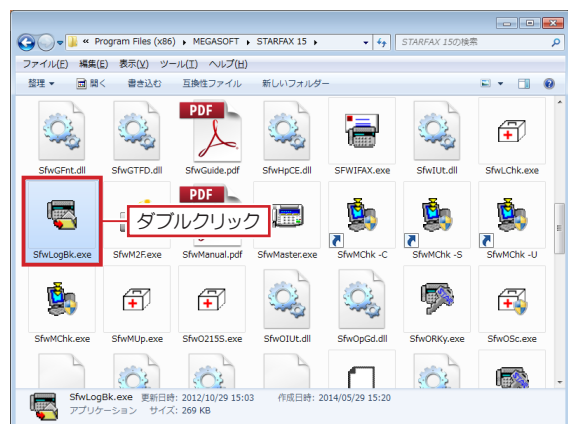 « Program Files (x86) ▸ MEGASOFT ▸ STARFAX 15 ▸
STARFAX 15の検索
ファイル(F) 編集(E) 表示(V) ツール(T) ヘルプ(H)
整理 開く 書き込む 互換性ファイル 新しいフォルダー
PDF
SfwGFnt.dll SfwGTFD.dll SfwGuide.pdf SfwHpCE.dll SFWIFAX.exe SfwIUt.dll SfwLChk.exe
PDF
ダブルクリック
SfwLogBk.exe SfwM2F.exe SfwManual.pdf SfwMaster.exe SfwMChk -C SfwMChk -S SfwMChk -U
SfwMChk.exe SfwMUp.exe SfwO215S.exe SfwOIUt.dll SfwOpGd.dll SfwORKy.exe SfwOSc.exe
SfwLogBk.exe 更新日時: 2012/10/29 15:03 作成日時: 2014/05/29 15:20
アプリケーション サイズ: 269 KB